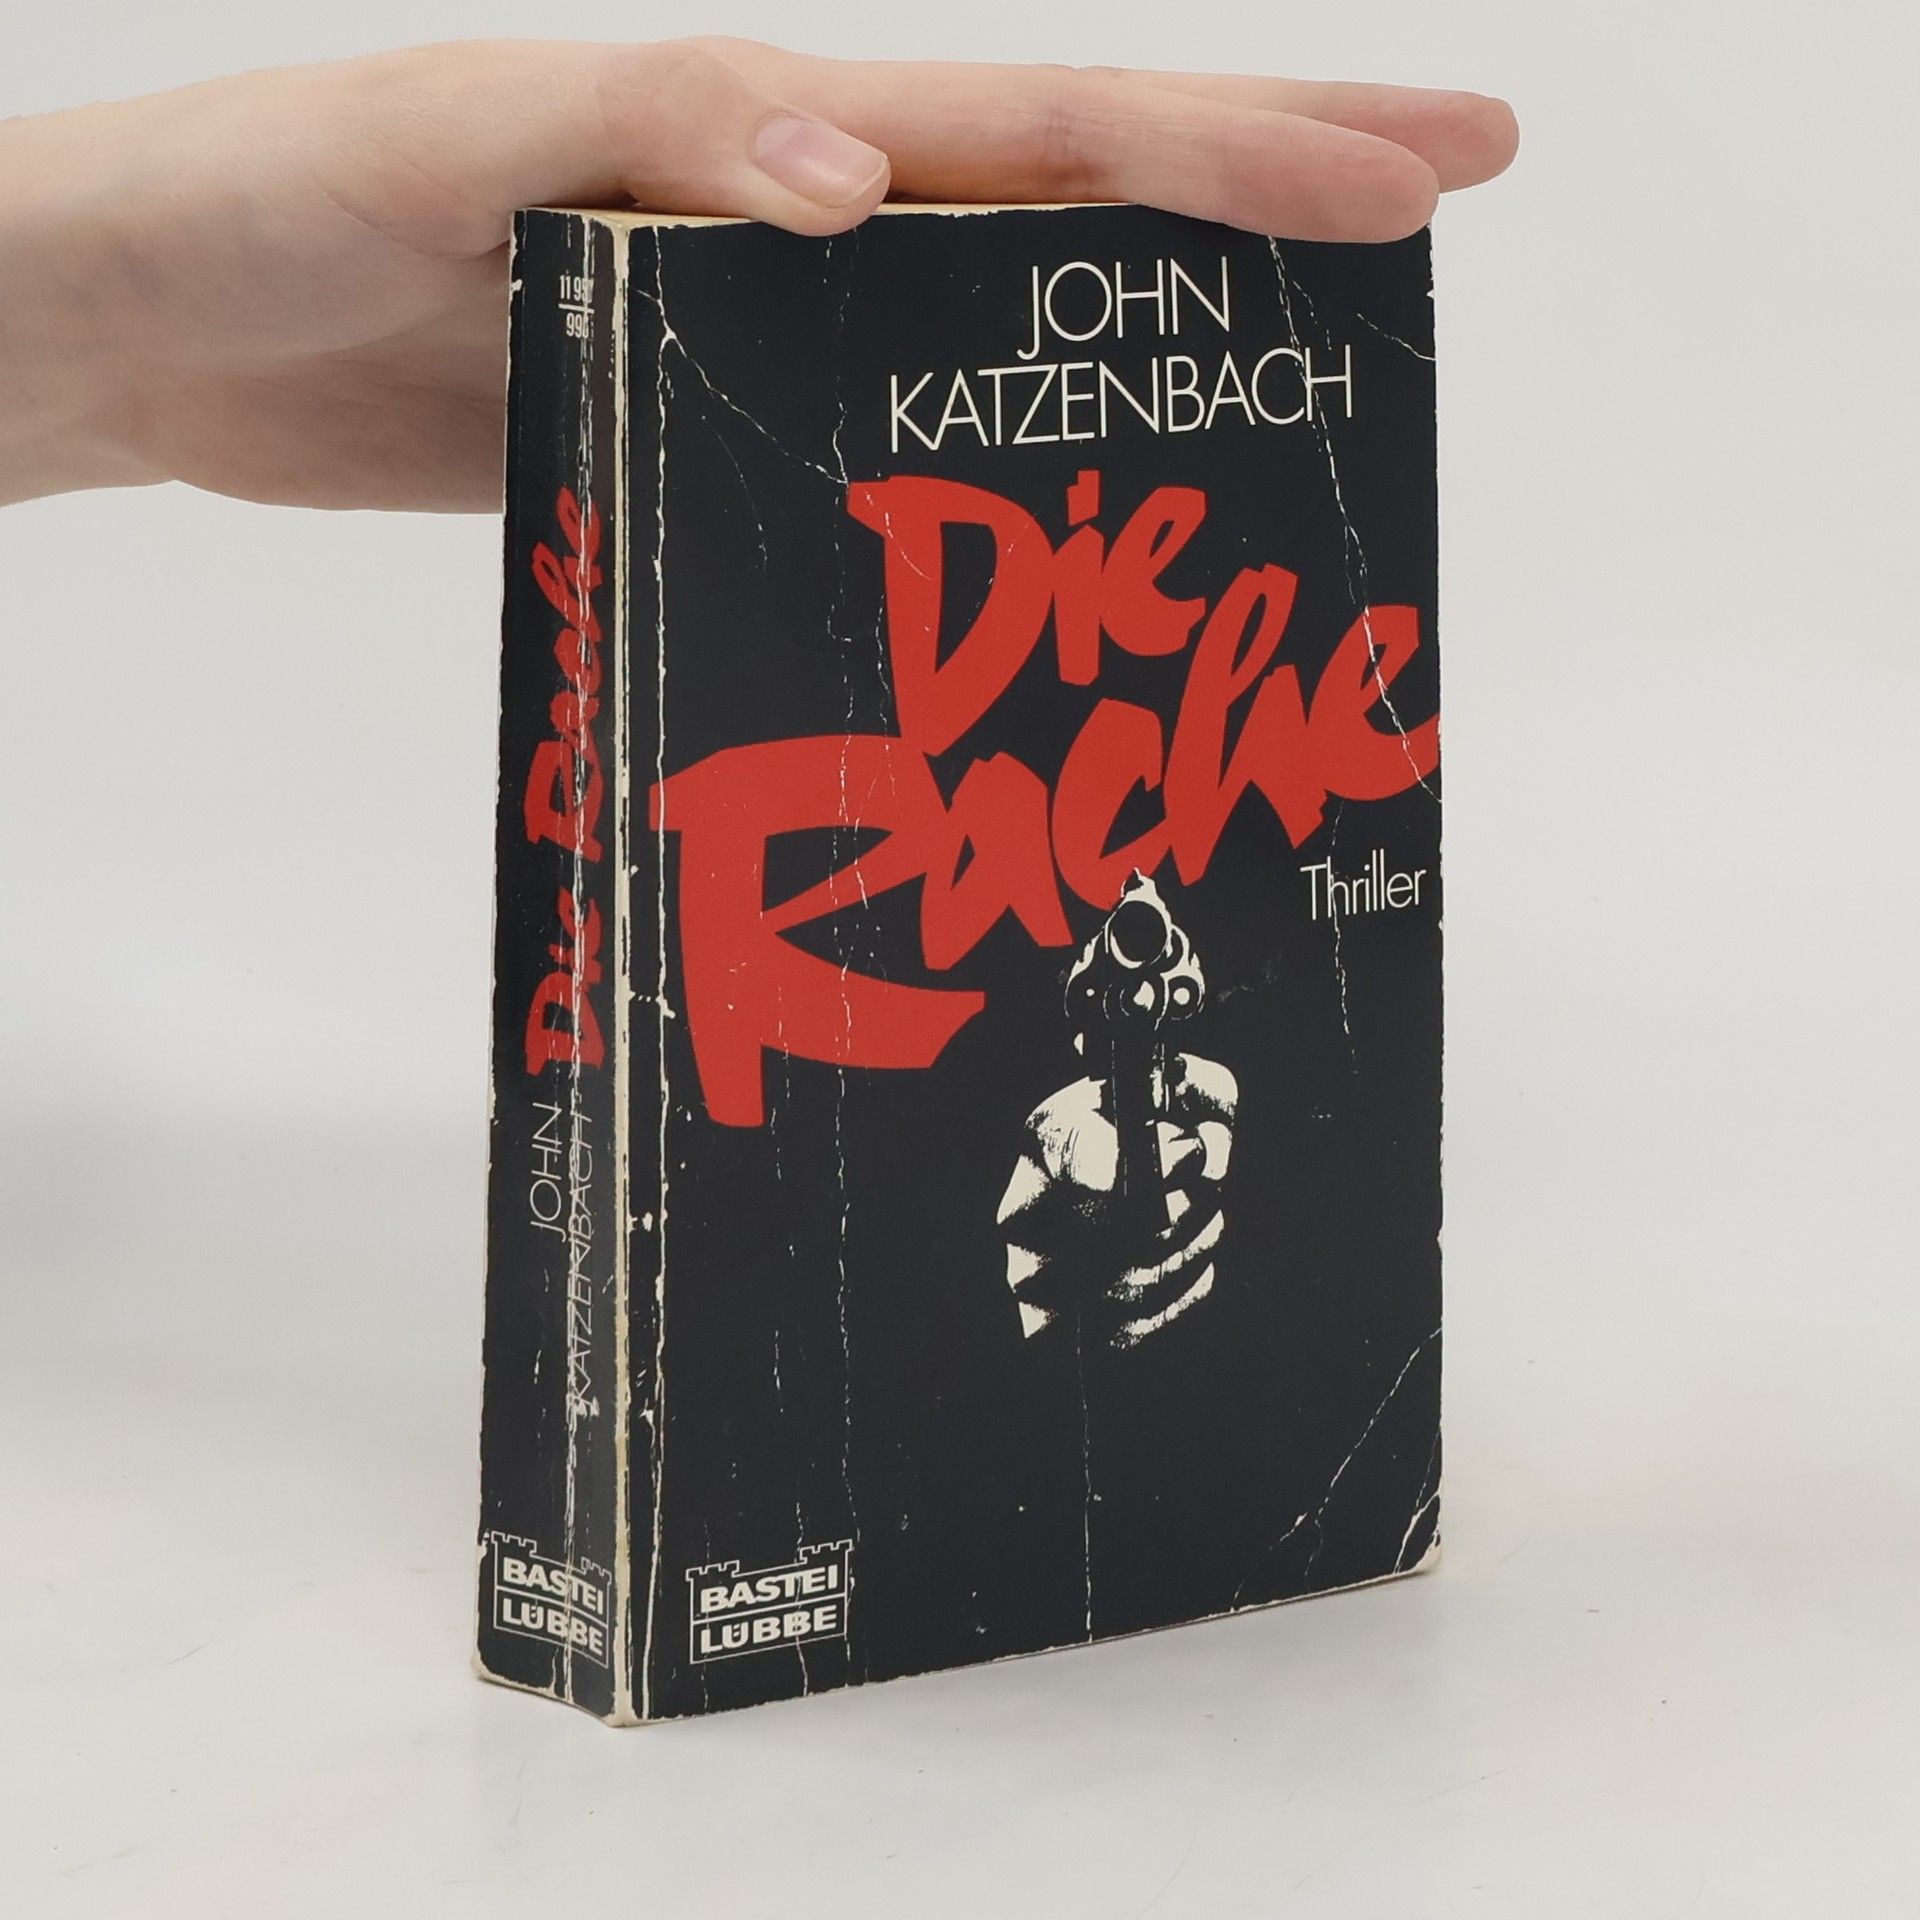 JOHN
KATZENBACH
Die
Rache
Thriller
BASTEI
LÜBBE
Die Rache
JOHN
KATZENBACH
BASTEI
LÜBBE